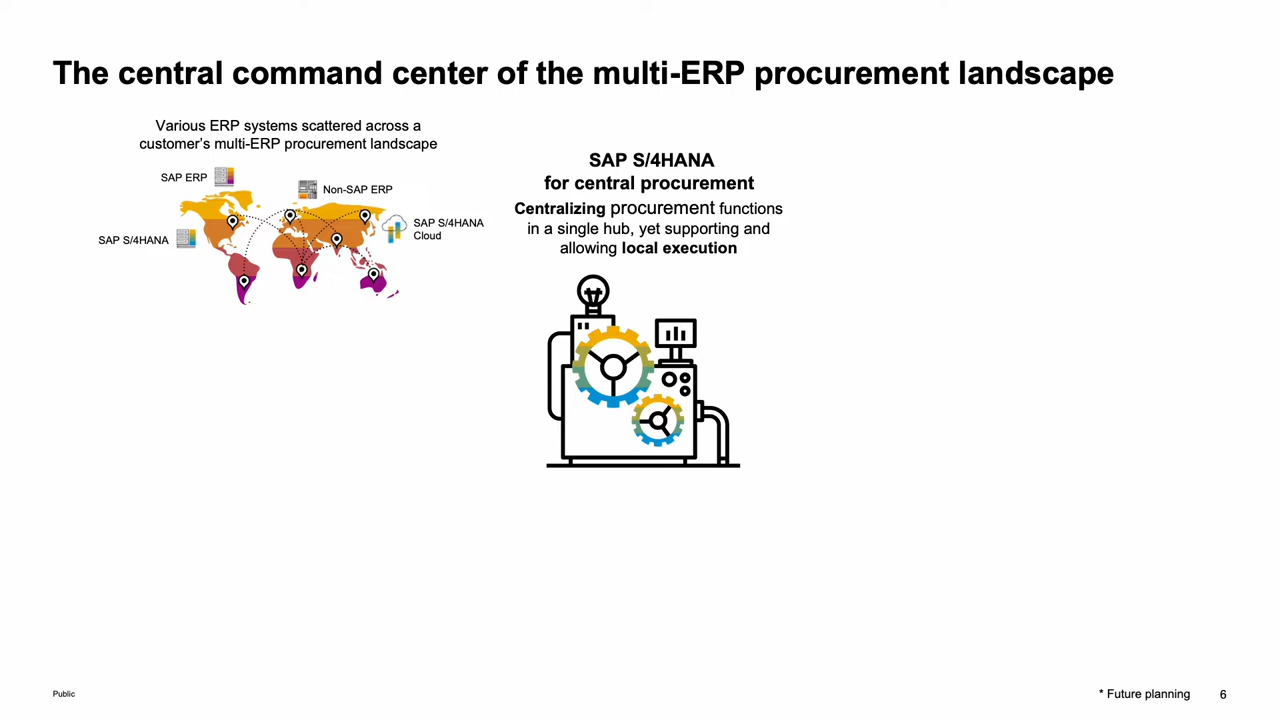 The central command center of the multi-ERP procurement landscape
Various ERP systems scattered across a
customer's multi-ERP procurement landscape
SAP ERP
Non-SAP ERP
SAP S/4HANA
SAP S/4HANA
Cloud
SAP S/4HANA
for central procurement
Centralizing procurement functions
in a single hub, yet supporting and
allowing local execution
Public
* Future planning
6